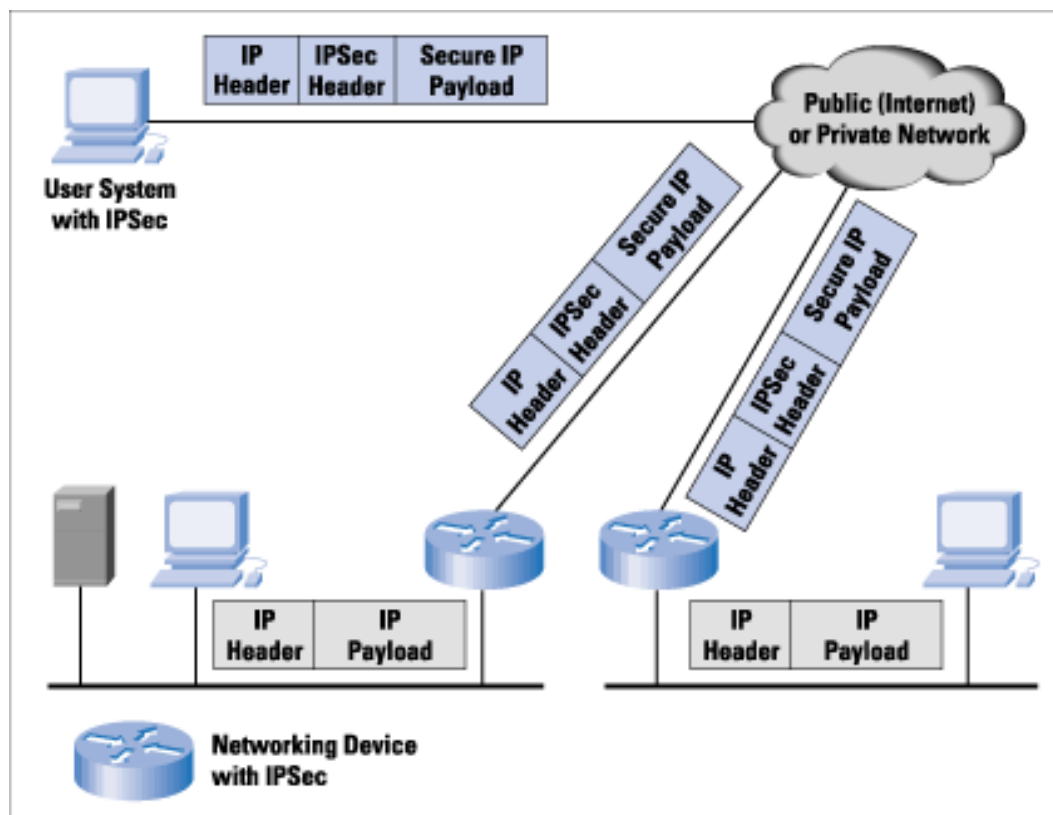 IP
Header
IPSec
Header
Secure IP
Payload
Public (Internet)
or Private Network
User System
with IPSec
IP
Header
IPSec
Header
Secure IP
Payload
IP
Header
IPSec
Header
Secure IP
Payload
IP
Header
IP
Payload
IP
Header
IP
Payload
Networking Device
with IPSec